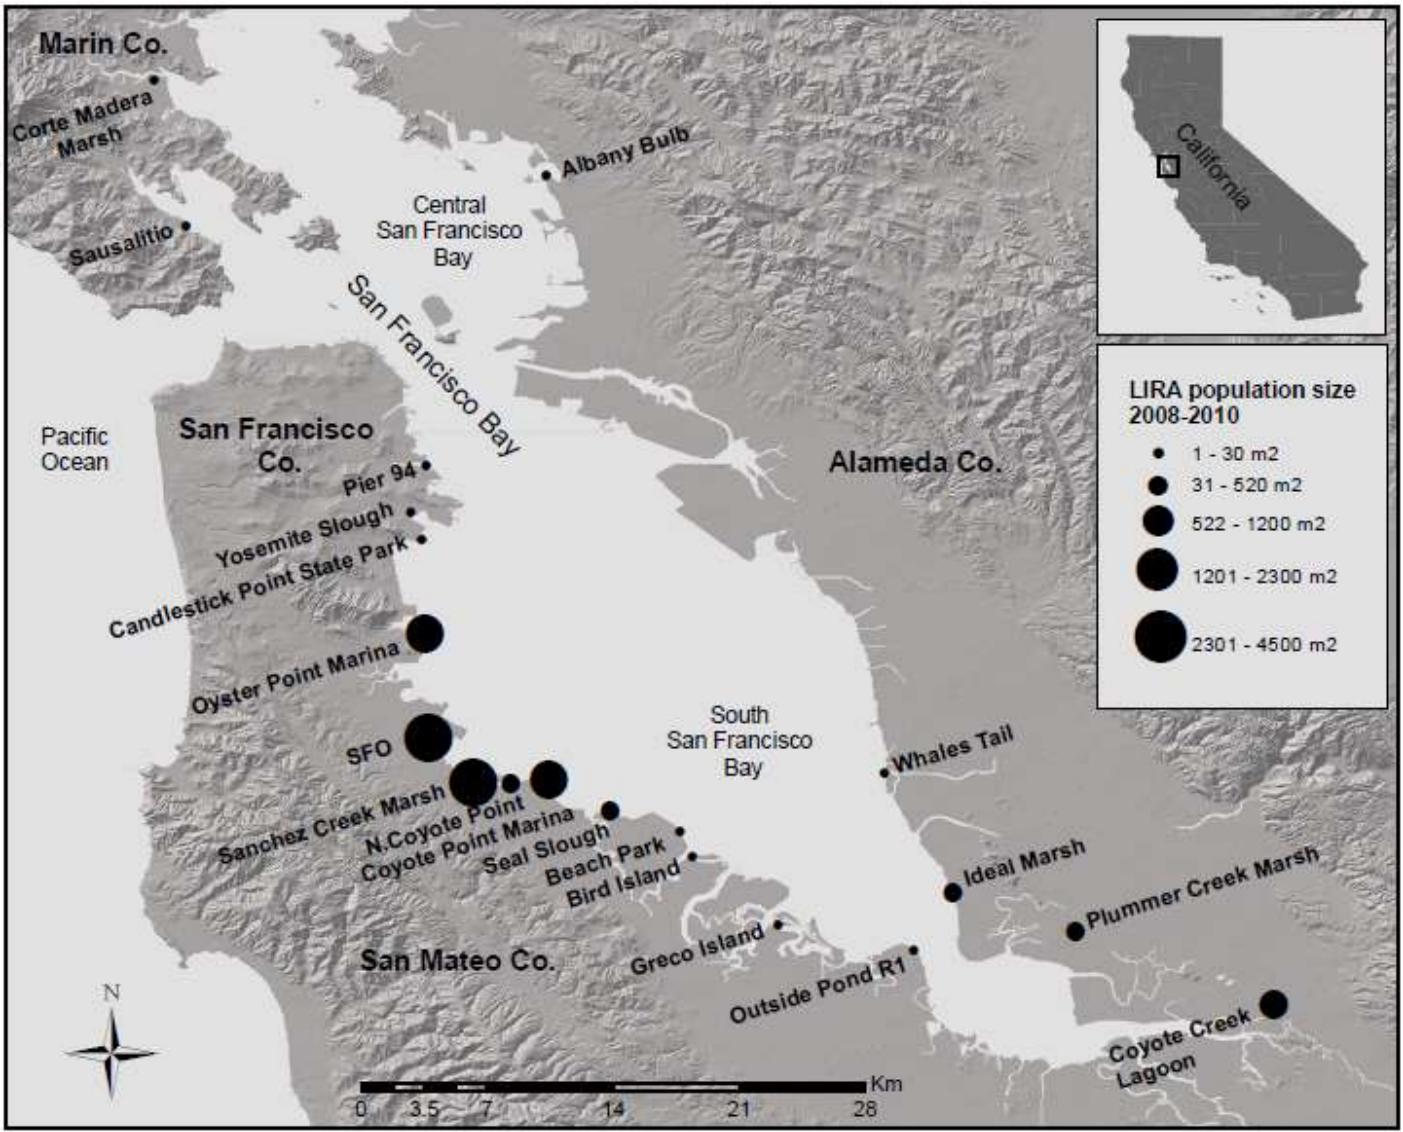 Marin Co.
Corte Madera
Marsh
Albany Bulb
Central
San Francisco
Bay
Sausalitio
San Francisco Bay
California
LIRA population size
2008-2010
1 - 30 m2
31 - 520 m2
522 - 1200 m2
1201 - 2300 m2
2301 - 4500 m2
Pacific
Ocean
San Francisco
Co.
Alameda Co.
Pier 94
Yosemite Slough
Candlestick Point State Park
Oyster Point Marina
SFO
South
San Francisco
Bay
Whales Tail
Sanchez Creek Marsh
N.Coyote Point
Coyote Point Marina
Seal Slough
Beach Park
Bird Island
Ideal Marsh
Plummer Creek Marsh
Greco Island
San Mateo Co.
Outside Pond R1
Coyote Creek
Lagoon
N
Km
0 3.5 7 14 21 28